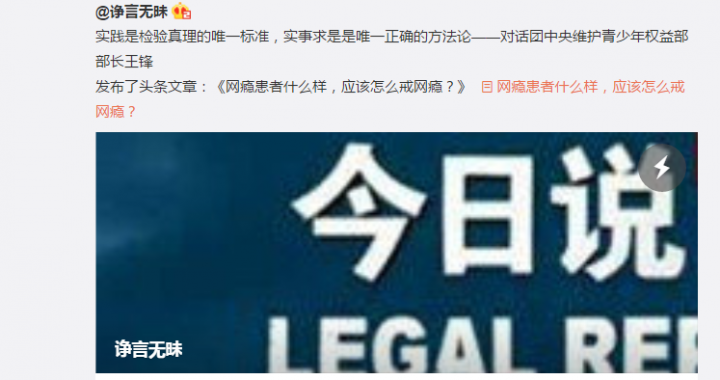 @诤言无昧
实践是检验真理的唯一标准，实事求是是唯一正确的方法论——对话团中央维护青少年权益部
部长王锋
发布了头条文章：《网瘾患者什么样，应该怎么戒网瘾？》 网瘾患者什么样，应该怎么戒
网瘾？
今日说
LEGAL REP
诤言无昧